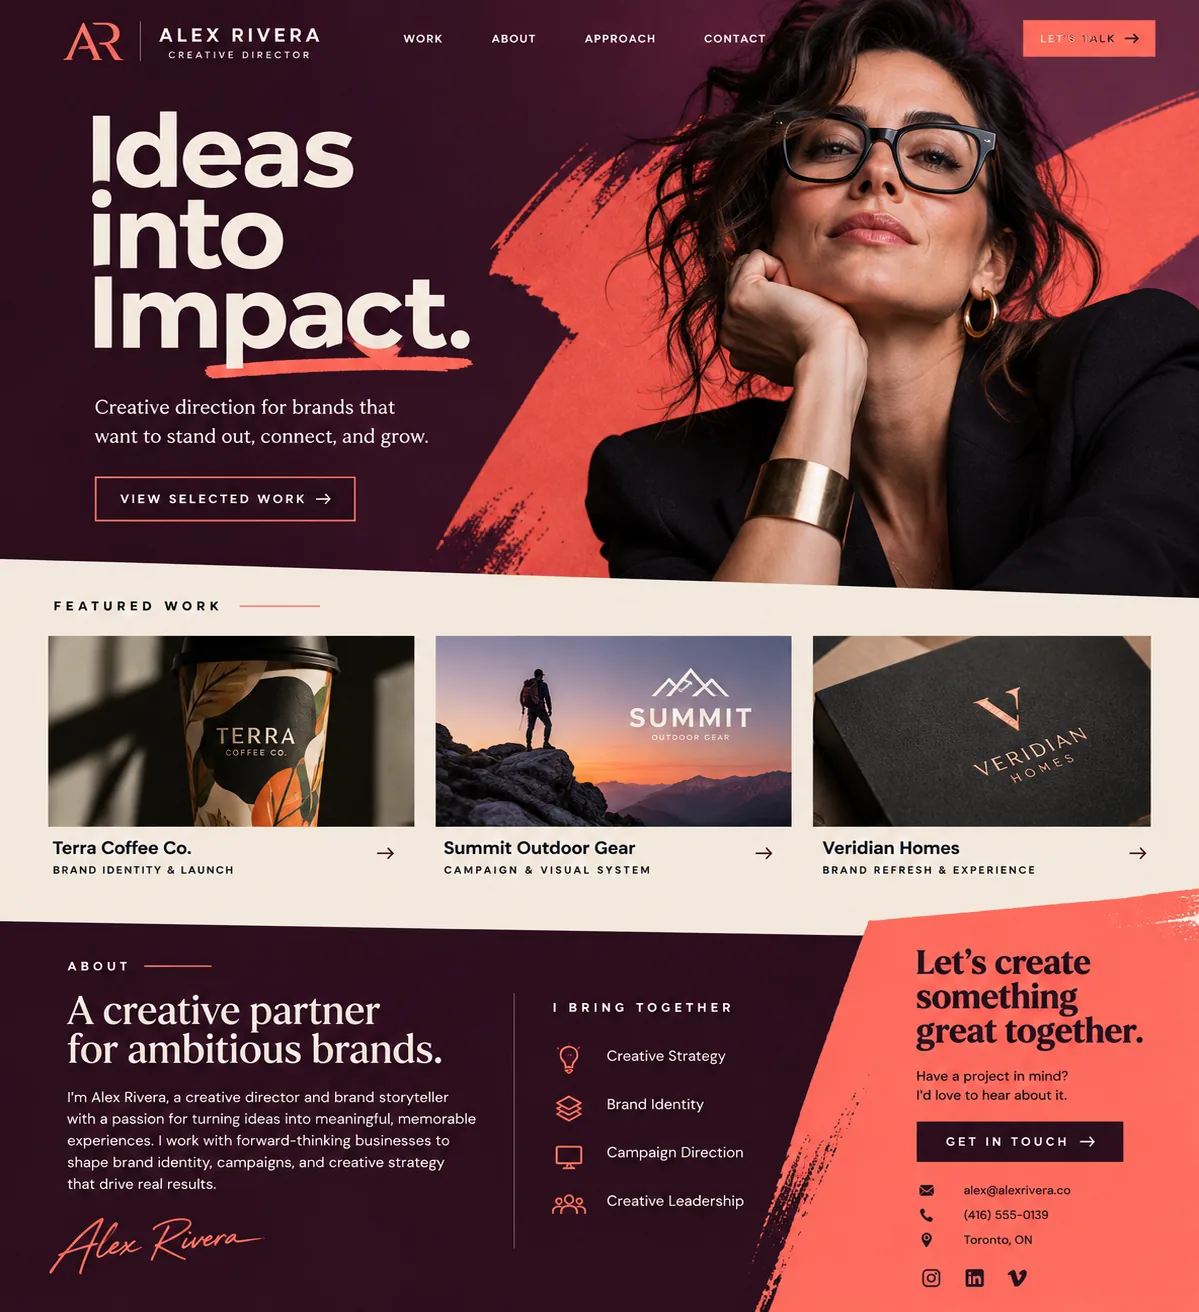 AR
ALEX RIVERA
CREATIVE DIRECTOR
WORK ABOUT APPROACH CONTACT
LET'S TALK →
Ideas
into
Impact.
Creative direction for brands that
want to stand out, connect, and grow.
VIEW SELECTED WORK →
FEATURED WORK
TERRA
COFFEE CO.
SUMMIT
OUTDOOR GEAR
V
VERIDIAN
HOMES
Terra Coffee Co. →
BRAND IDENTITY & LAUNCH
Summit Outdoor Gear →
CAMPAIGN & VISUAL SYSTEM
Veridian Homes →
BRAND REFRESH & EXPERIENCE
ABOUT
A creative partner
for ambitious brands.
I'm Alex Rivera, a creative director and brand storyteller
with a passion for turning ideas into meaningful, memorable
experiences. I work with forward-thinking businesses to
shape brand identity, campaigns, and creative strategy
that drive real results.
Alex Rivera
I BRING TOGETHER
Creative Strategy
Brand Identity
Campaign Direction
Creative Leadership
Let's create
something
great together.
Have a project in mind?
I'd love to hear about it.
GET IN TOUCH →
alex@alexrivera.co
(416) 555-0139
Toronto, ON
in